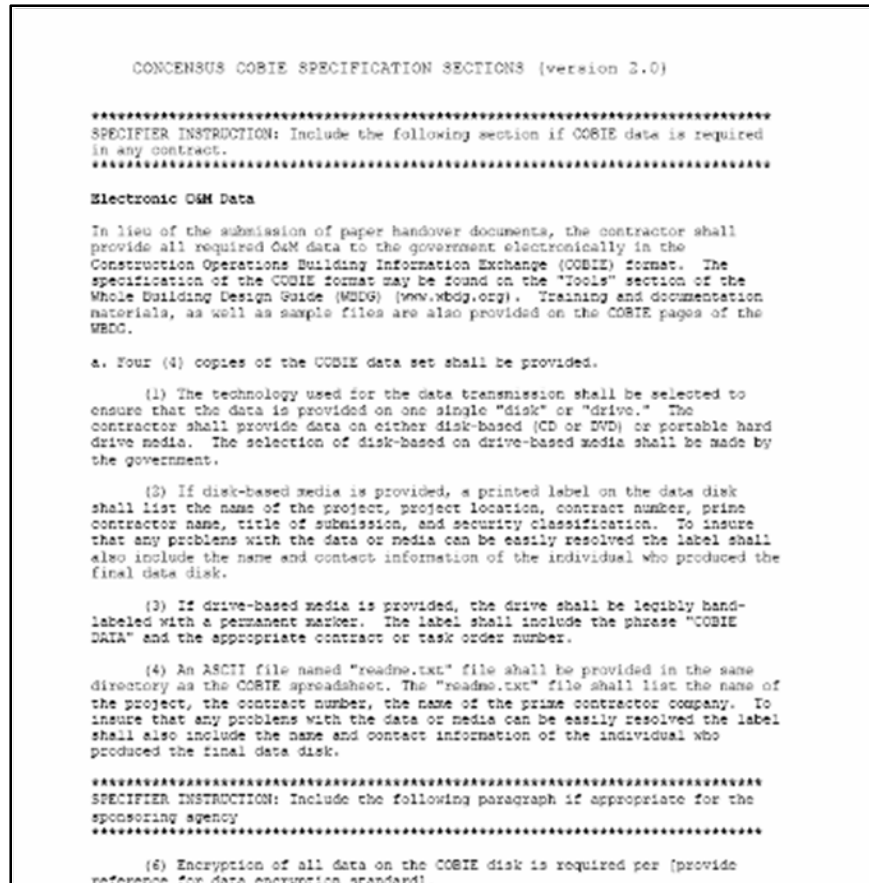 CONCENSUS COBIE SPECIFICATION SECTIONS (version 2.0)
********************************************************************************
SPECIFIER INSTRUCTION: Include the following section if COBIE data is required
in any contract.
********************************************************************************
Electronic O&M Data
In lieu of the submission of paper handover documents, the contractor shall
provide all required O&M data to the government electronically in the
Construction Operations Building Information Exchange (COBIE) format. The
specification of the COBIE format may be found on the "Tools" section of the
Whole Building Design Guide (WBDG) (www.wbdg.org). Training and documentation
materials, as well as sample files are also provided on the COBIE pages of the
WBDG.
a. Four (4) copies of the COBIE data set shall be provided.
(1) The technology used for the data transmission shall be selected to
ensure that the data is provided on one single "disk" or "drive." The
contractor shall provide data on either disk-based (CD or DVD) or portable hard
drive media. The selection of disk-based on drive-based media shall be made by
the government.
(2) If disk-based media is provided, a printed label on the data disk
shall list the name of the project, project location, contract number, prime
contractor name, title of submission, and security classification. To insure
that any problems with the data or media can be easily resolved the label shall
also include the name and contact information of the individual who produced the
final data disk.
(3) If drive-based media is provided, the drive shall be legibly hand-
labeled with a permanent marker. The label shall include the phrase "COBIE
DATA" and the appropriate contract or task order number.
(4) An ASCII file named "readme.txt" file shall be provided in the same
directory as the COBIE spreadsheet. The "readme.txt" file shall list the name of
the project, the contract number, the name of the prime contractor company. To
insure that any problems with the data or media can be easily resolved the label
shall also include the name and contact information of the individual who
produced the final data disk.
*******************************************************************************
SPECIFIER INSTRUCTION: Include the following paragraph if appropriate for the
sponsoring agency
*******************************************************************************
(6) Encryption of all data on the COBIE disk is required per [provide
reference for data encryption standard]